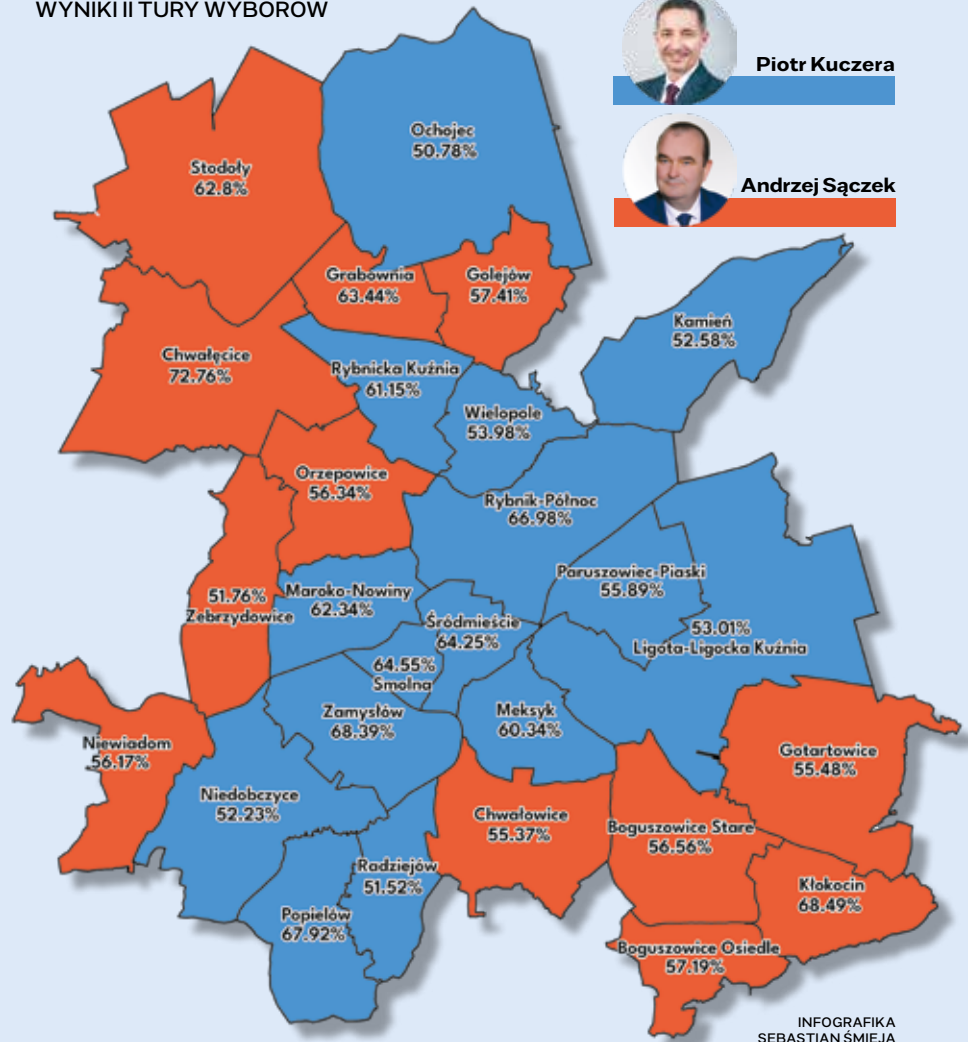 WYNIKI II TURY WYBORÓW
Piotr Kuczera
Andrzej Sączek
Ochojec
50.78%
Stodoły
62.8%
Grabownia
63.44%
Golejów
57.41%
Kamień
52.58%
Chwałęcice
72.76%
Rybnicka Kuźnia
61.15%
Wielopole
53.98%
Orzepowice
56.34%
Rybnik-Północ
66.98%
Paruszowiec-Piaski
55.89%
51.76%
Zebrzydowice
Maroko-Nowiny
62.34%
Śródmieście
64.25%
53.01%
Ligota-Ligocka Kuźnia
64.55%
Smolna
Zamysłów
68.39%
Meksyk
60.34%
Niewiadom
56.17%
Gotartowice
55.48%
Niedobczyce
52.23%
Chwałowice
55.37%
Boguszowice Stare
56.56%
Radziejów
51.52%
Kłokocin
68.49%
Popielów
67.92%
Boguszowice Osiedle
57.19%
INFOGRAFIKA
SEBASTIAN ŚMIEJA